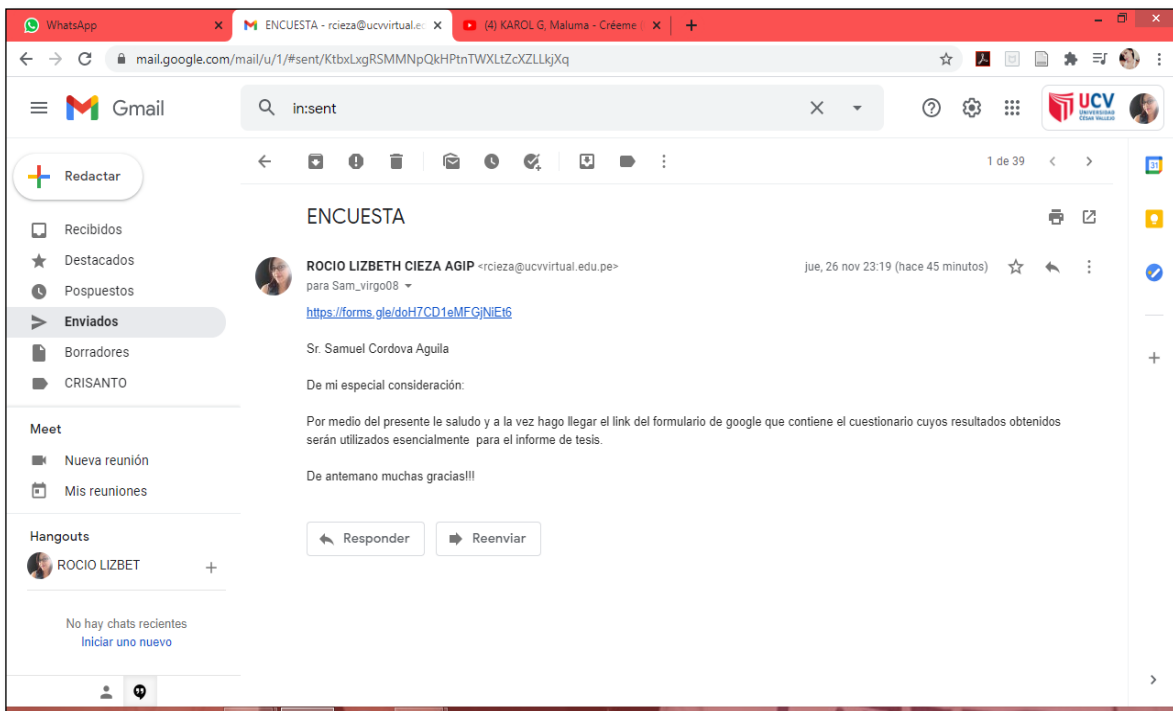 WhatsApp
ENCUESTA - rcieza@ucvvirtual.ec
(4) KAROL G, Maluma - Créeme (
mail.google.com/mail/u/1/#sent/KtbxLxgRSMMNpQkHPtnTWXLtZcXZLLkjXq
Gmail
in:sent
UCV
UNIVERSIDAD
CÉSAR VALLEJO
Redactar
1 de 39
31
ENCUESTA
Recibidos
Destacados
Pospuestos
Enviados
Borradores
CRISANTO
ROCIO LIZBETH CIEZA AGIP <rcieza@ucvvirtual.edu.pe>
jue, 26 nov 23:19 (hace 45 minutos)
para Sam_virgo08
https://forms.gle/doH7CD1eMFGjNiEt6
Sr. Samuel Cordova Aguila
De mi especial consideración:
Por medio del presente le saludo y a la vez hago llegar el link del formulario de google que contiene el cuestionario cuyos resultados obtenidos
serán utilizados esencialmente para el informe de tesis.
De antemano muchas gracias!!!
Responder
Reenviar
Meet
Nueva reunión
Mis reuniones
Hangouts
ROCIO LIZBET
No hay chats recientes
Iniciar uno nuevo